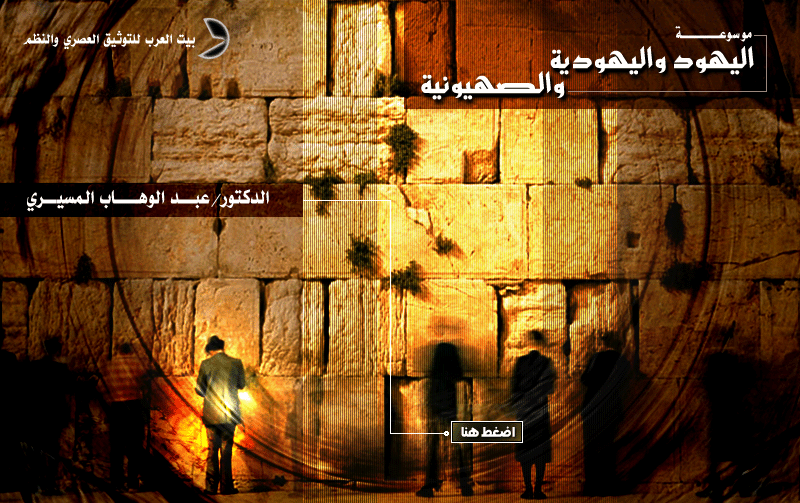 موسوعة
اليهود واليهودية
والصهيونية
بيت العرب للتوثيق العصري والنظم
الدكتور/عبد الوهاب المسيري
اضغط هنا